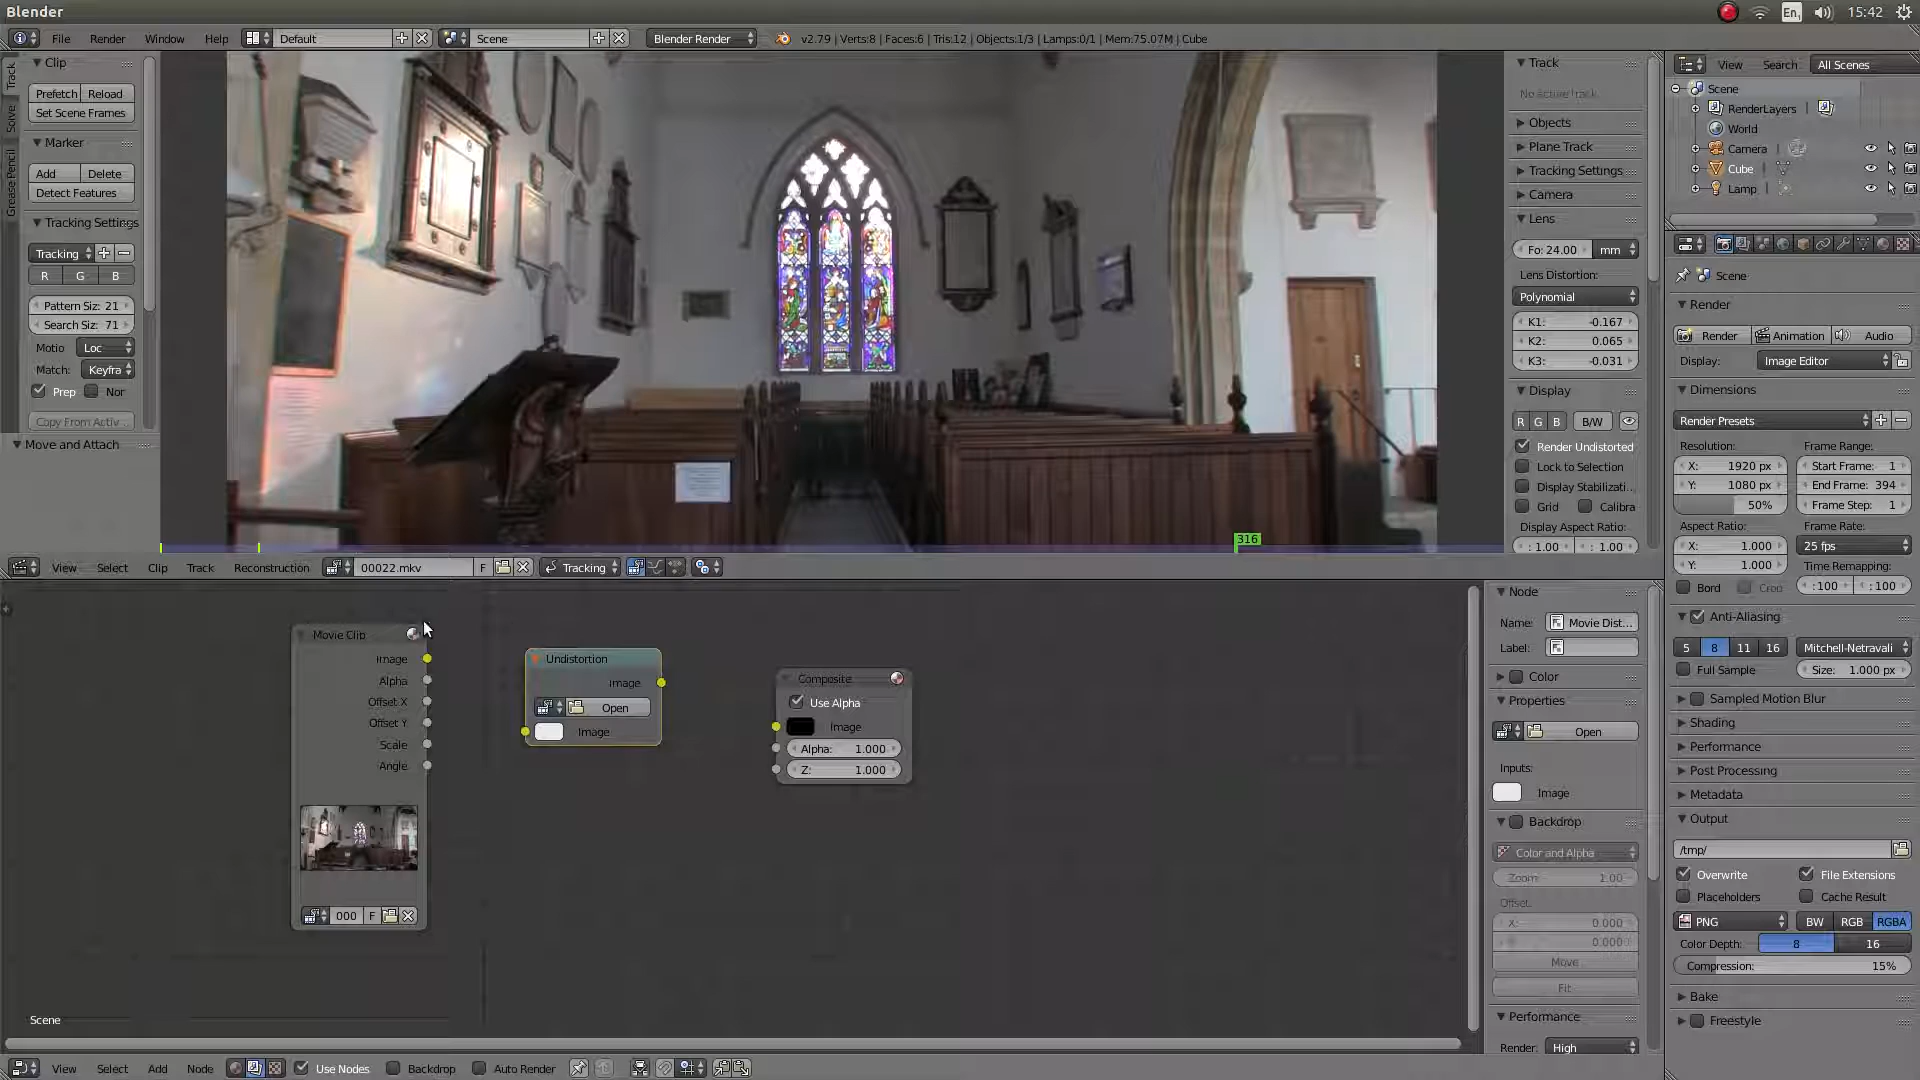 Blender
En₁ 15:42
File Render Window Help Default Scene Blender Render v2.79 | Verts:8 | Faces:6 | Tris:12 | Objects:1/3 | Lamps:0/1 | Mem:75.07M | Cube
Track
Solve
Grease Pencil
Clip
Prefetch Reload
Set Scene Frames
Marker
Add Delete
Detect Features
Tracking Settings
Tracking
R G B
Pattern Siz: 21
Search Siz: 71
Motio Loc
Match: Keyfra
Prep Nor
Copy From Activ...
Move and Attach
316
Track
No active track
Objects
Plane Track
Tracking Settings
Camera
Lens
Fo: 24.00 mm
Lens Distortion:
Polynomial
K1: -0.167
K2: 0.065
K3: -0.031
Display
R G B B/W
Render Undistorted
Lock to Selection
Display Stabilizati...
Grid Calibra
Display Aspect Ratio:
: 1.00 : 1.00
View Select Clip Track Reconstruction 00022.mkv F Tracking
Movie Clip
Image
Alpha
Offset X
Offset Y
Scale
Angle
000 F
Undistortion
Image
Open
Image
Composite
Use Alpha
Image
Alpha: 1.000
Z: 1.000
Scene
Node
Name: Movie Dist...
Label:
Color
Properties
Open
Inputs:
Image
Backdrop
Color and Alpha
Zoom: 1.00
Offset:
X: 0.000
0.000
Move
Fit
Performance
Render: High
View Select Add Node Use Nodes Backdrop Auto Render
View Search All Scenes
Scene
RenderLayers
World
Camera
Cube
Lamp
Scene
Render
Render Animation Audio
Display: Image Editor
Dimensions
Render Presets
Resolution: Frame Range:
X: 1920 px Start Frame: 1
Y: 1080 px End Frame: 394
50% Frame Step: 1
Aspect Ratio: Frame Rate:
X: 1.000 25 fps
Y: 1.000 Time Remapping:
Bord Crop : 100 : 100
Anti-Aliasing
5 8 11 16 Mitchell-Netravali
Full Sample Size: 1.000 px
Sampled Motion Blur
Shading
Performance
Post Processing
Metadata
Output
/tmp/
Overwrite File Extensions
Placeholders Cache Result
PNG BW RGB RGBA
Color Depth: 8 16
Compression: 15%
Bake
Freestyle